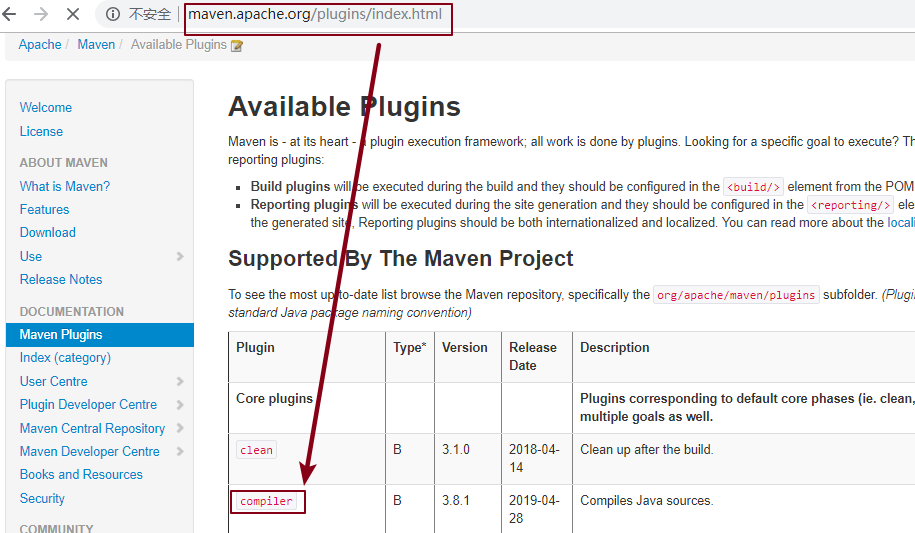 不安全 maven.apache.org/plugins/index.html
Apache / Maven / Available Plugins
Welcome
License
ABOUT MAVEN
What is Maven?
Features
Download
Use
Release Notes
DOCUMENTATION
Maven Plugins
Index (category)
User Centre
Plugin Developer Centre
Maven Central Repository
Maven Developer Centre
Books and Resources
Security
COMMUNITY
Available Plugins
Maven is - at its heart - a plugin execution framework; all work is done by plugins. Looking for a specific goal to execute? Th
reporting plugins:
Build plugins will be executed during the build and they should be configured in the <build/> element from the POM
Reporting plugins will be executed during the site generation and they should be configured in the <reporting/> ele
the generated site, Reporting plugins should be both internationalized and localized. You can read more about the locali
Supported By The Maven Project
To see the most up-to-date list browse the Maven repository, specifically the org/apache/maven/plugins subfolder. (Plugin
standard Java package naming convention)
Plugin Type* Version Release Description
Date
Core plugins Plugins corresponding to default core phases (ie. clean,
multiple goals as well.
clean B 3.1.0 2018-04- Clean up after the build.
14
compiler B 3.8.1 2019-04- Compiles Java sources.
28